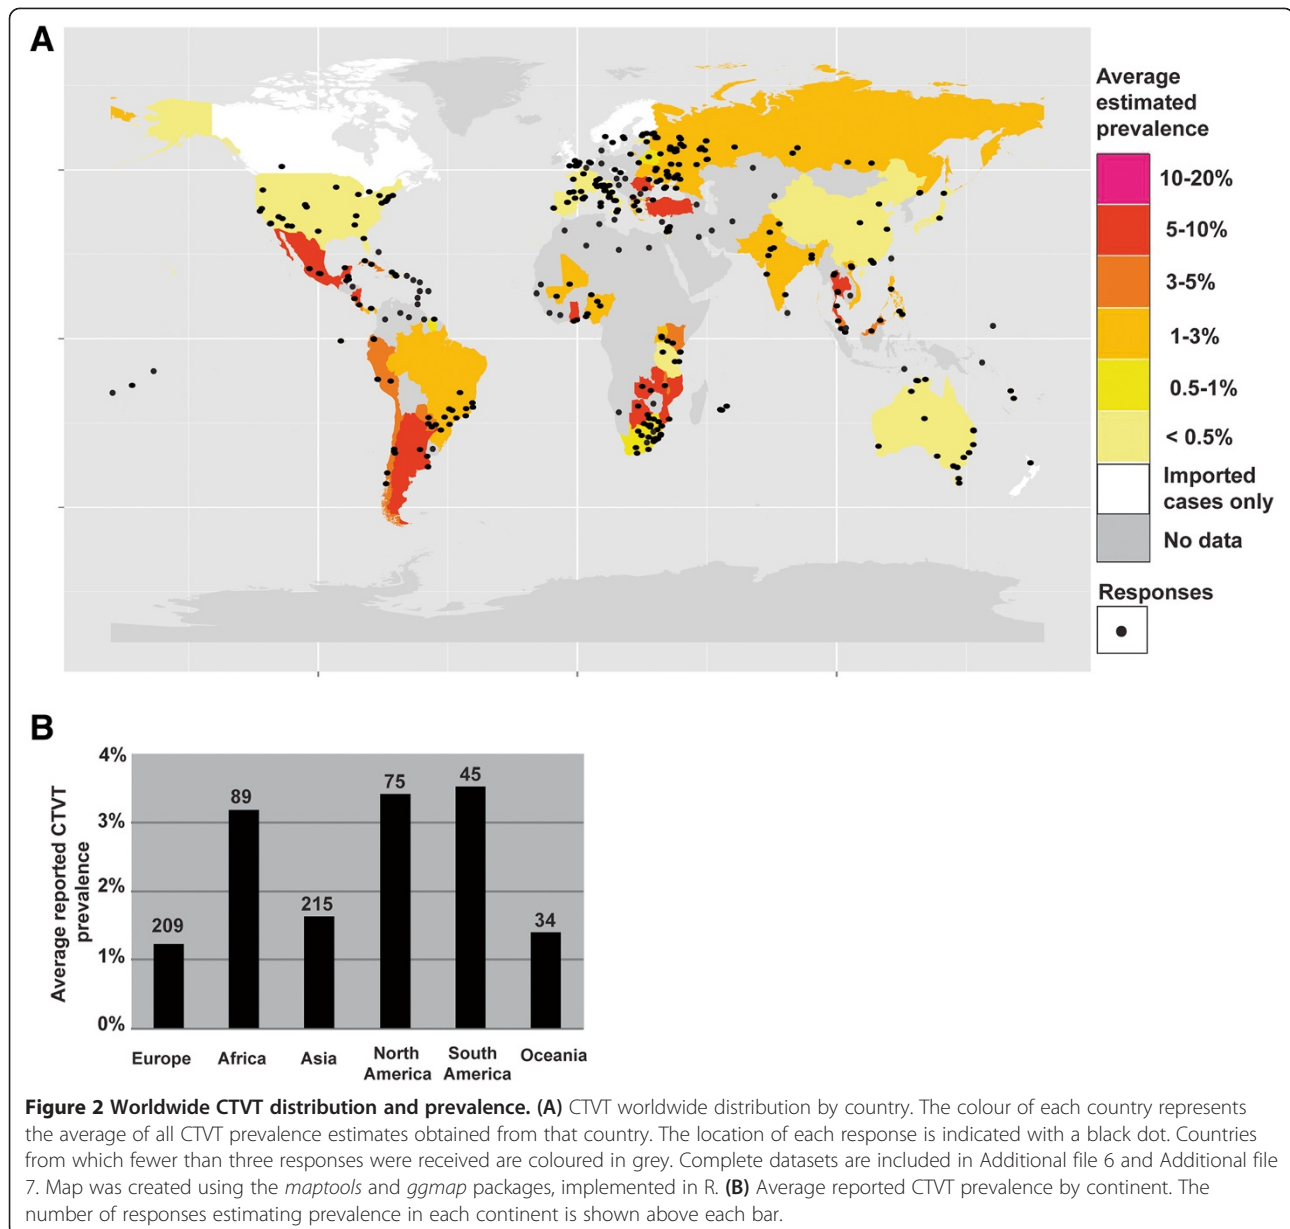 A
Average
estimated
prevalence
10-20%
5-10%
3-5%
1-3%
0.5-1%
< 0.5%
Imported
cases only
No data
Responses
B
Average reported CTVT
prevalence
4%
3%
2%
1%
0%
209
89
215
75
45
34
Europe
Africa
Asia
North
America
South
America
Oceania
Figure 2 Worldwide CTVT distribution and prevalence. (A) CTVT worldwide distribution by country. The colour of each country represents
the average of all CTVT prevalence estimates obtained from that country. The location of each response is indicated with a black dot. Countries
from which fewer than three responses were received are coloured in grey. Complete datasets are included in Additional file 6 and Additional file
7. Map was created using the maptools and ggmap packages, implemented in R. (B) Average reported CTVT prevalence by continent. The
number of responses estimating prevalence in each continent is shown above each bar.